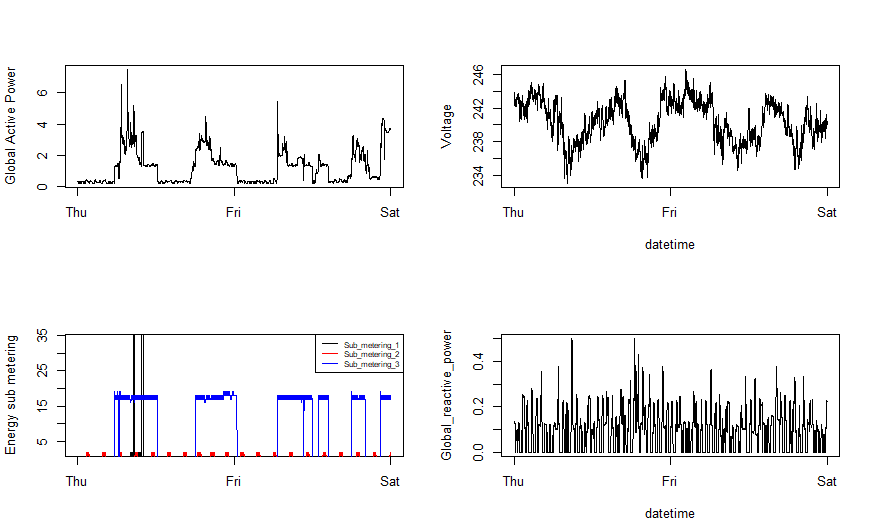 Global Active Power
0 2 4 6
Thu Fri Sat
Voltage
234 238 242 246
Thu Fri Sat
datetime
Energy sub metering
5 15 25 35
Sub_metering_1
Sub_metering_2
Sub_metering_3
Thu Fri Sat
Global_reactive_power
0.0 0.2 0.4
Thu Fri Sat
datetime